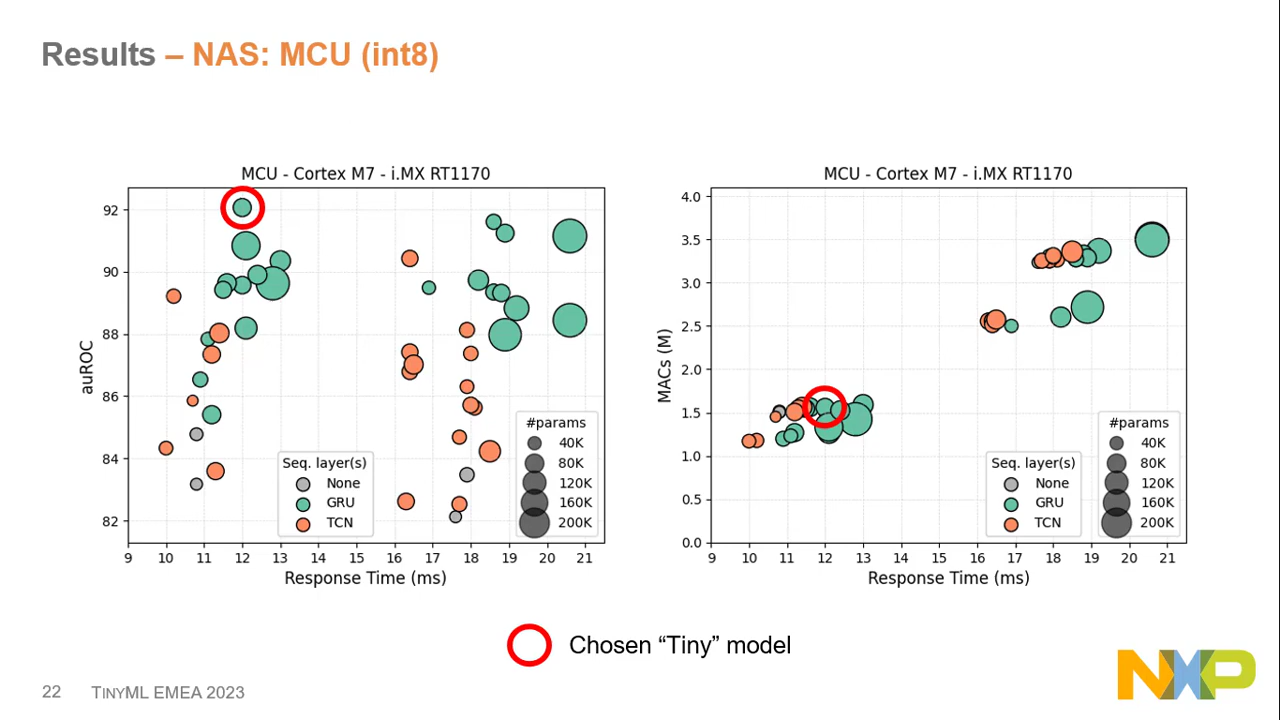 Results – NAS: MCU (int8)
MCU - Cortex M7 - i.MX RT1170
auROC
92
90
88
86
84
82
9 10 11 12 13 14 15 16 17 18 19 20 21
Response Time (ms)
Seq. layer(s)
None
GRU
TCN
#params
40K
80K
120K
160K
200K
MCU - Cortex M7 - i.MX RT1170
MACs (M)
4.0
3.5
3.0
2.5
2.0
1.5
1.0
0.5
0.0
9 10 11 12 13 14 15 16 17 18 19 20 21
Response Time (ms)
Seq. layer(s)
None
GRU
TCN
#params
40K
80K
120K
160K
200K
Chosen “Tiny” model
22 TINYML EMEA 2023
NXP